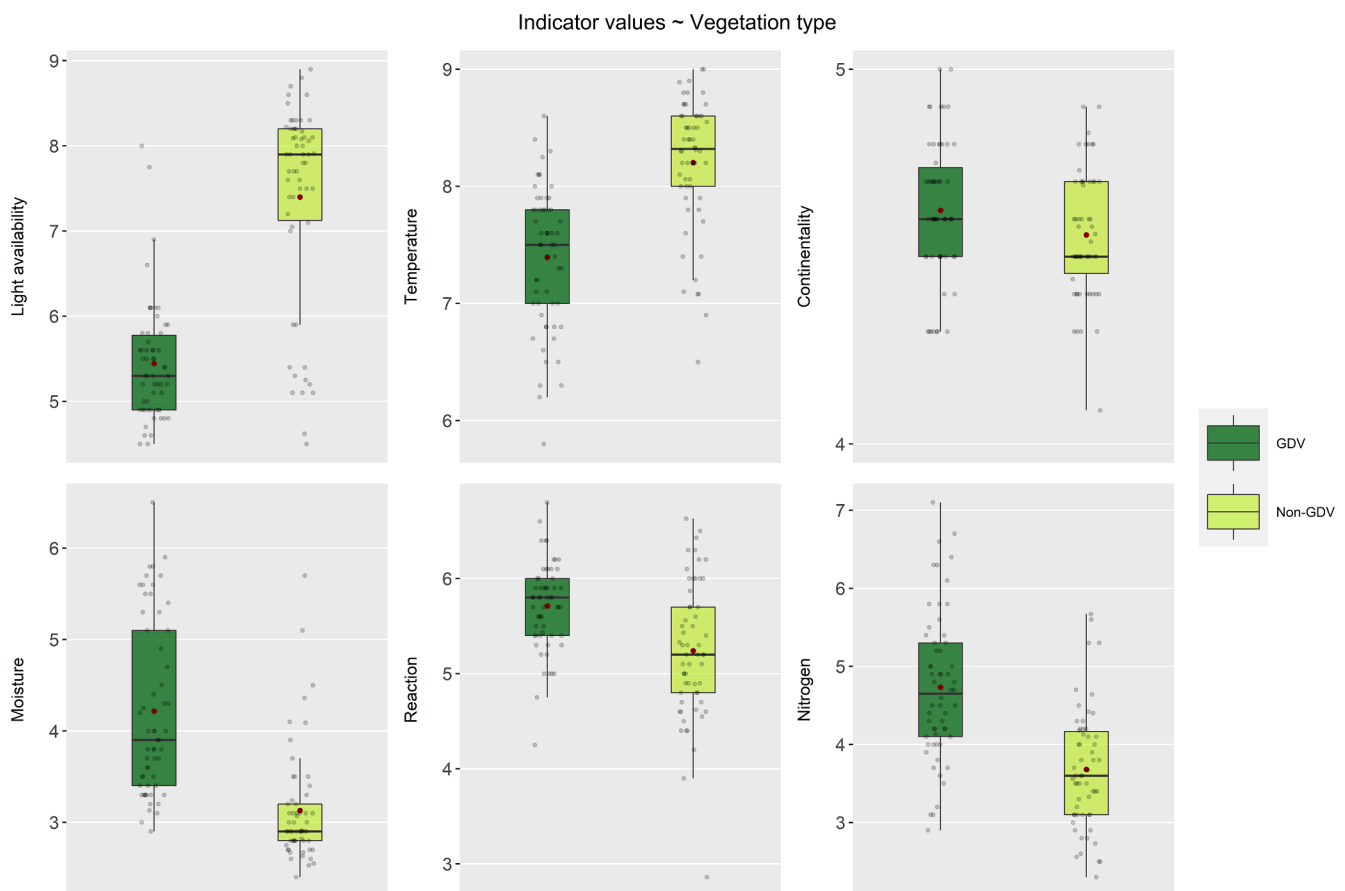 Indicator values ~ Vegetation type
Light availability
9
8
7
6
5
Temperature
9
8
7
6
Continentality
5
4
GDV
Non-GDV
Moisture
6
5
4
3
Reaction
6
5
4
3
Nitrogen
7
6
5
4
3